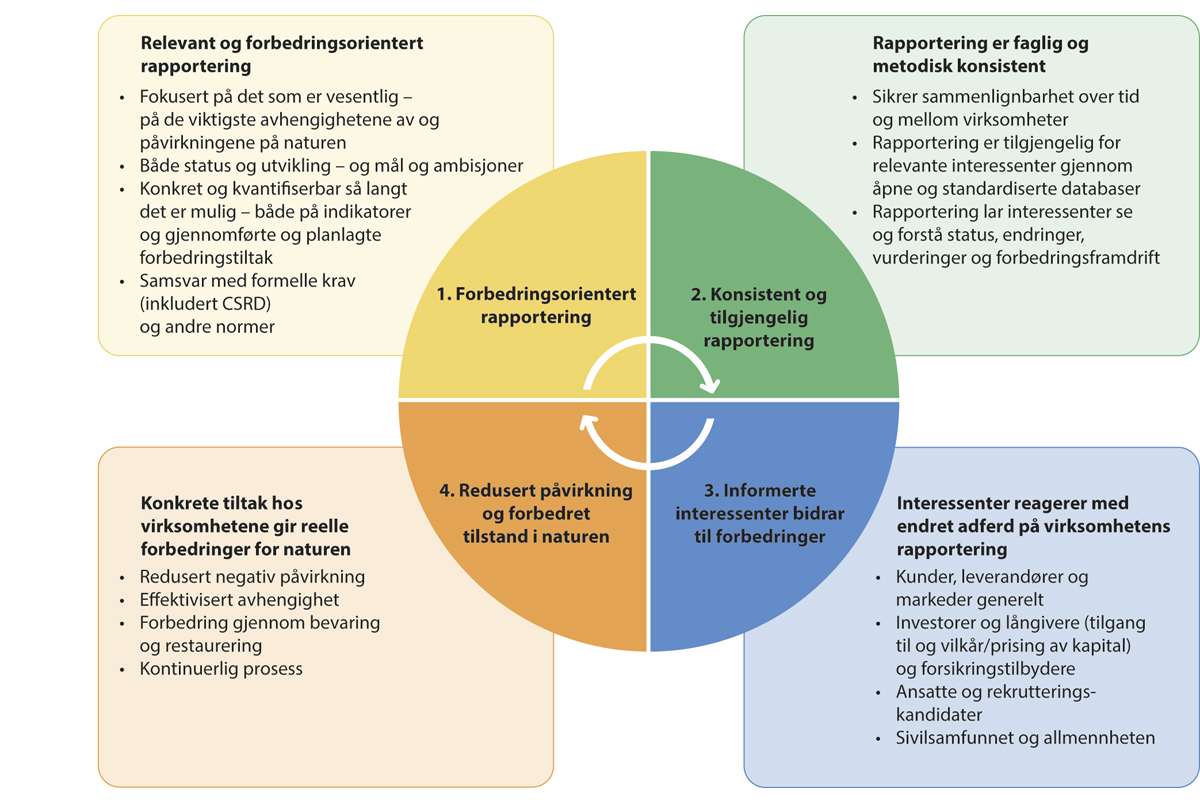 Relevant og forbedringsorientert
rapportering
• Fokusert på det som er vesentlig –
på de viktigste avhengighetene av og
påvirkningene på naturen
• Både status og utvikling – og mål og ambisjoner
• Konkret og kvantifiserbar så langt
det er mulig – både på indikatorer
og gjennomførte og planlagte
forbedringstiltak
• Samsvar med formelle krav
(inkludert CSRD)
og andre normer
Rapportering er faglig og
metodisk konsistent
• Sikrer sammenlignbarhet over tid
og mellom virksomheter
• Rapportering er tilgjengelig for
relevante interessenter gjennom
åpne og standardiserte databaser
• Rapportering lar interessenter se
og forstå status, endringer,
vurderinger og forbedringsframdrift
1. Forbedringsorientert
rapportering
2. Konsistent og
tilgjengelig
rapportering
4. Redusert påvirkning
og forbedret
tilstand i naturen
3. Informerte
interessenter bidrar
til forbedringer
Konkrete tiltak hos
virksomhetene gir reelle
forbedringer for naturen
• Redusert negativ påvirkning
• Effektivisert avhengighet
• Forbedring gjennom bevaring
og restaurering
• Kontinuerlig prosess
Interessenter reagerer med
endret adferd på virksomhetens
rapportering
• Kunder, leverandører og
markeder generelt
• Investorer og långivere (tilgang
til og vilkår/prising av kapital)
og forsikringstilbydere
• Ansatte og rekrutterings-
kandidater
• Sivilsamfunnet og allmennheten